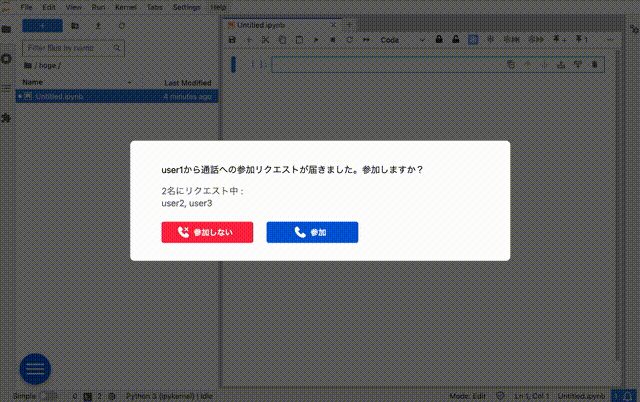 File Edit View Run Kernel Tabs Settings Help
+
Filter files by name
/ hoge /
Name Last Modified
Untitled.ipynb 4 minutes ago
Untitled.ipynb
Code
[ ]:
user1から通話への参加リクエストが届きました。参加しますか？
2名にリクエスト中 :
user2, user3
参加しない 参加
Simple 0 2 Python 3 (ipykernel) | Idle Mode: Edit Ln 1, Col 1 Untitled.ipynb